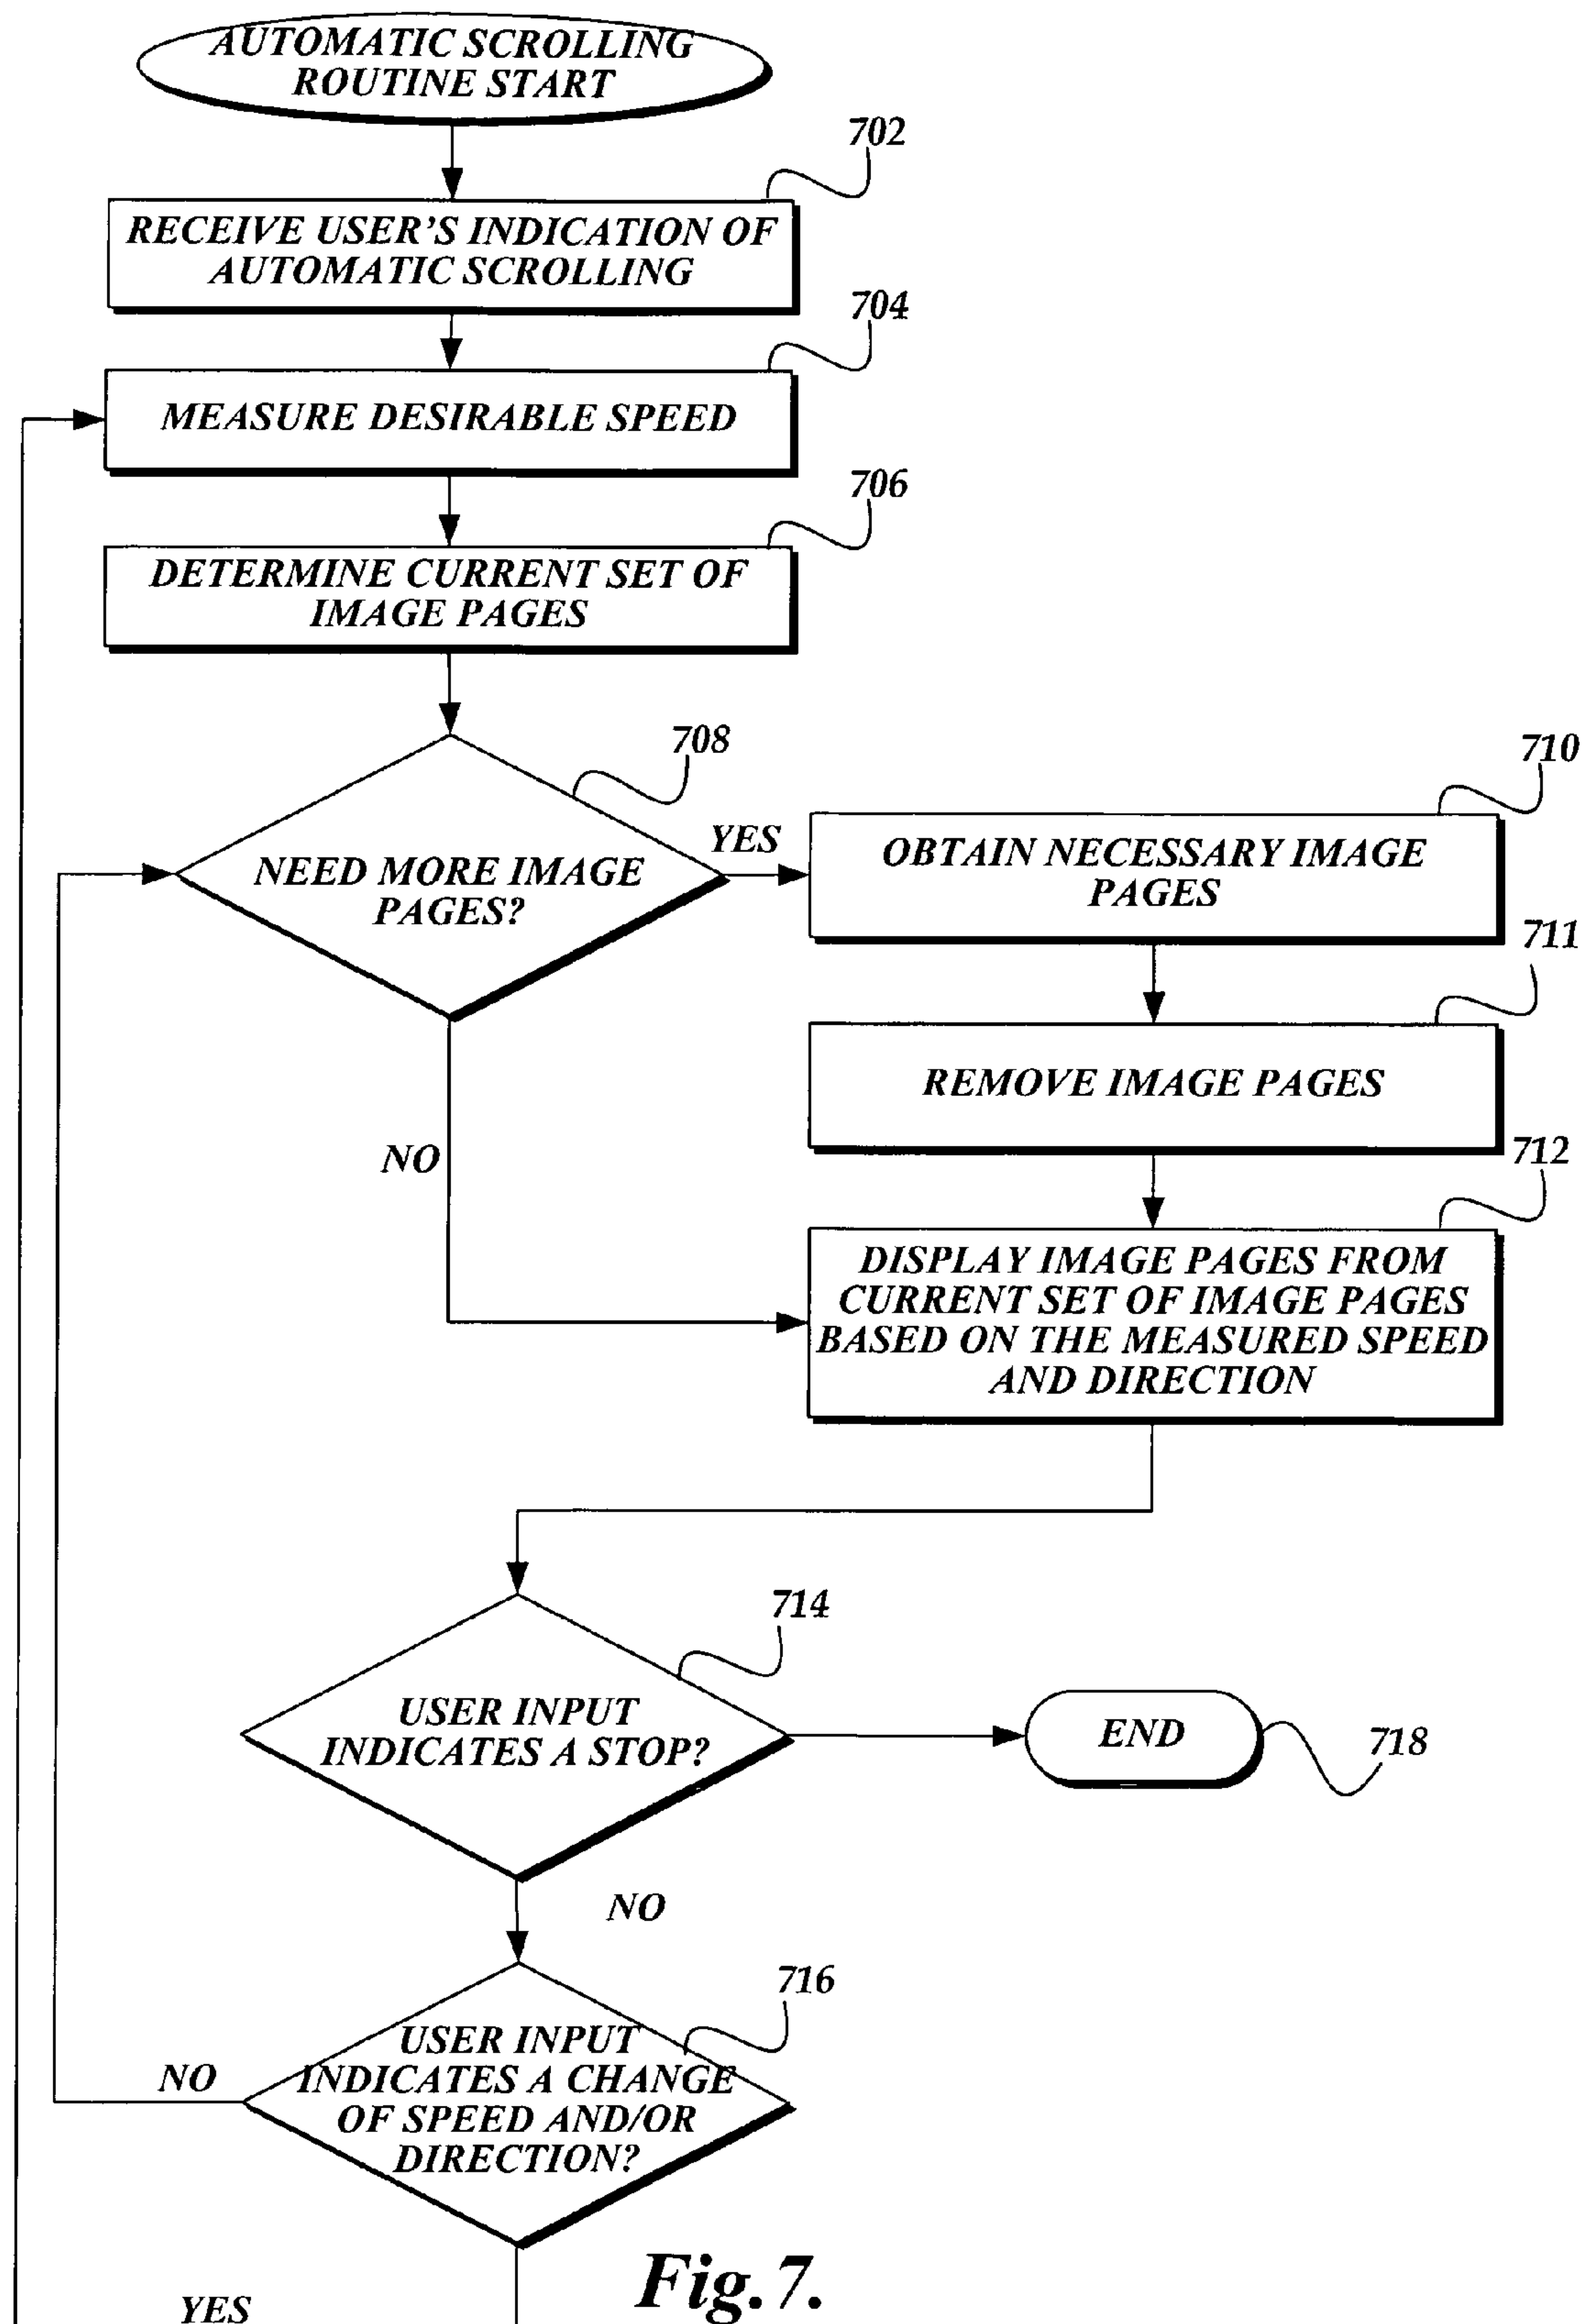 AUTOMATIC SCROLLING
ROUTINE START
702
RECEIVE USER'S INDICATION OF
AUTOMATIC SCROLLING
704
MEASURE DESIRABLE SPEED
706
DETERMINE CURRENT SET OF
IMAGE PAGES
708
NEED MORE IMAGE
PAGES?
YES
710
OBTAIN NECESSARY IMAGE
PAGES
711
REMOVE IMAGE PAGES
NO
712
DISPLAY IMAGE PAGES FROM
CURRENT SET OF IMAGE PAGES
BASED ON THE MEASURED SPEED
AND DIRECTION
714
USER INPUT
INDICATES A STOP?
END
718
NO
716
USER INPUT
INDICATES A CHANGE
OF SPEED AND/OR
DIRECTION?
NO
YES
Fig.7.